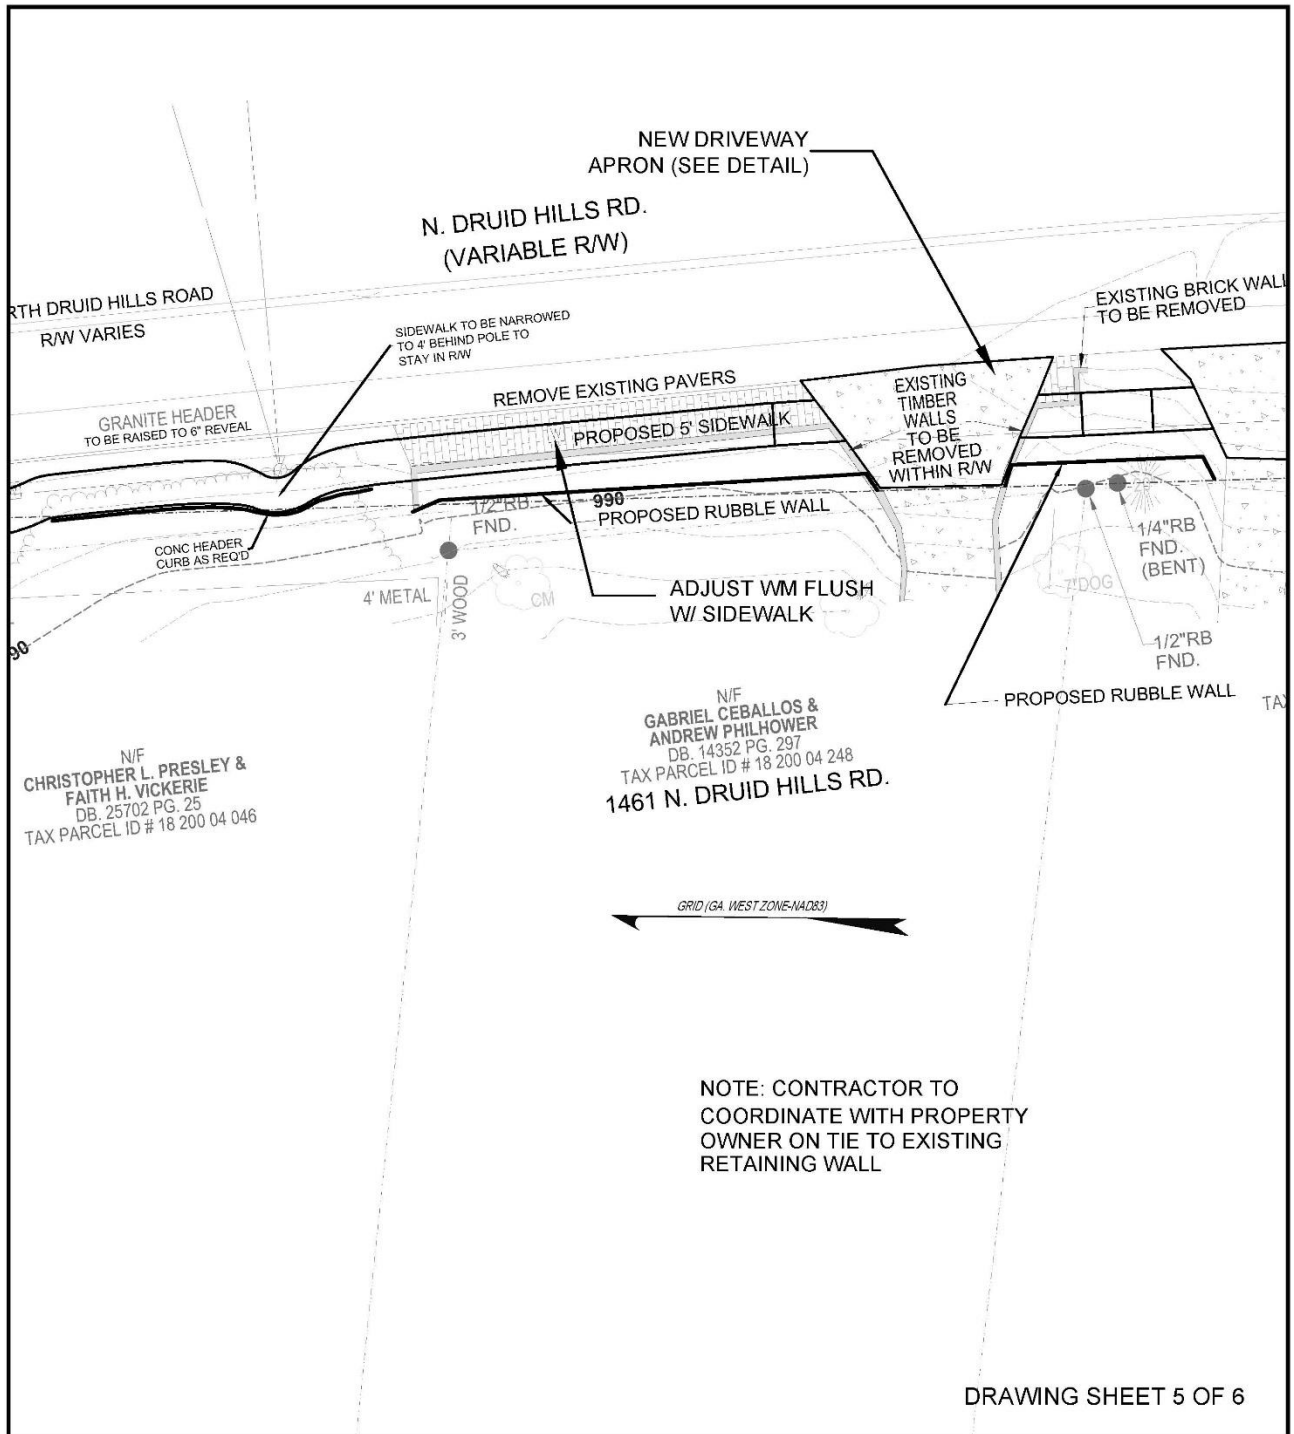 NEW DRIVEWAY
APRON (SEE DETAIL)
N. DRUID HILLS RD.
(VARIABLE R/W)
RTH DRUID HILLS ROAD
R/W VARIES
SIDEWALK TO BE NARROWED
TO 4' BEHIND POLE TO
STAY IN R/W
EXISTING BRICK WALL
TO BE REMOVED
REMOVE EXISTING PAVERS
EXISTING
TIMBER
WALLS
TO BE
REMOVED
WITHIN R/W
GRANITE HEADER
TO BE RAISED TO 6" REVEAL
PROPOSED 5' SIDEWALK
990
1/2"RB
FND.
PROPOSED RUBBLE WALL
CONC HEADER
CURB AS REQ'D
1/4"RB
FND.
(BENT)
4' METAL
3' WOOD
CM
ADJUST WM FLUSH
W/ SIDEWALK
7'DOG
1/2"RB
FND.
90
PROPOSED RUBBLE WALL
TAX
N/F
GABRIEL CEBALLOS &
ANDREW PHILHOWER
DB. 14352 PG. 297
TAX PARCEL ID # 18 200 04 248
1461 N. DRUID HILLS RD.
N/F
CHRISTOPHER L. PRESLEY &
FAITH H. VICKERIE
DB. 25702 PG. 25
TAX PARCEL ID # 18 200 04 046
GRID (GA. WEST ZONE-NAD83)
NOTE: CONTRACTOR TO
COORDINATE WITH PROPERTY
OWNER ON TIE TO EXISTING
RETAINING WALL
DRAWING SHEET 5 OF 6